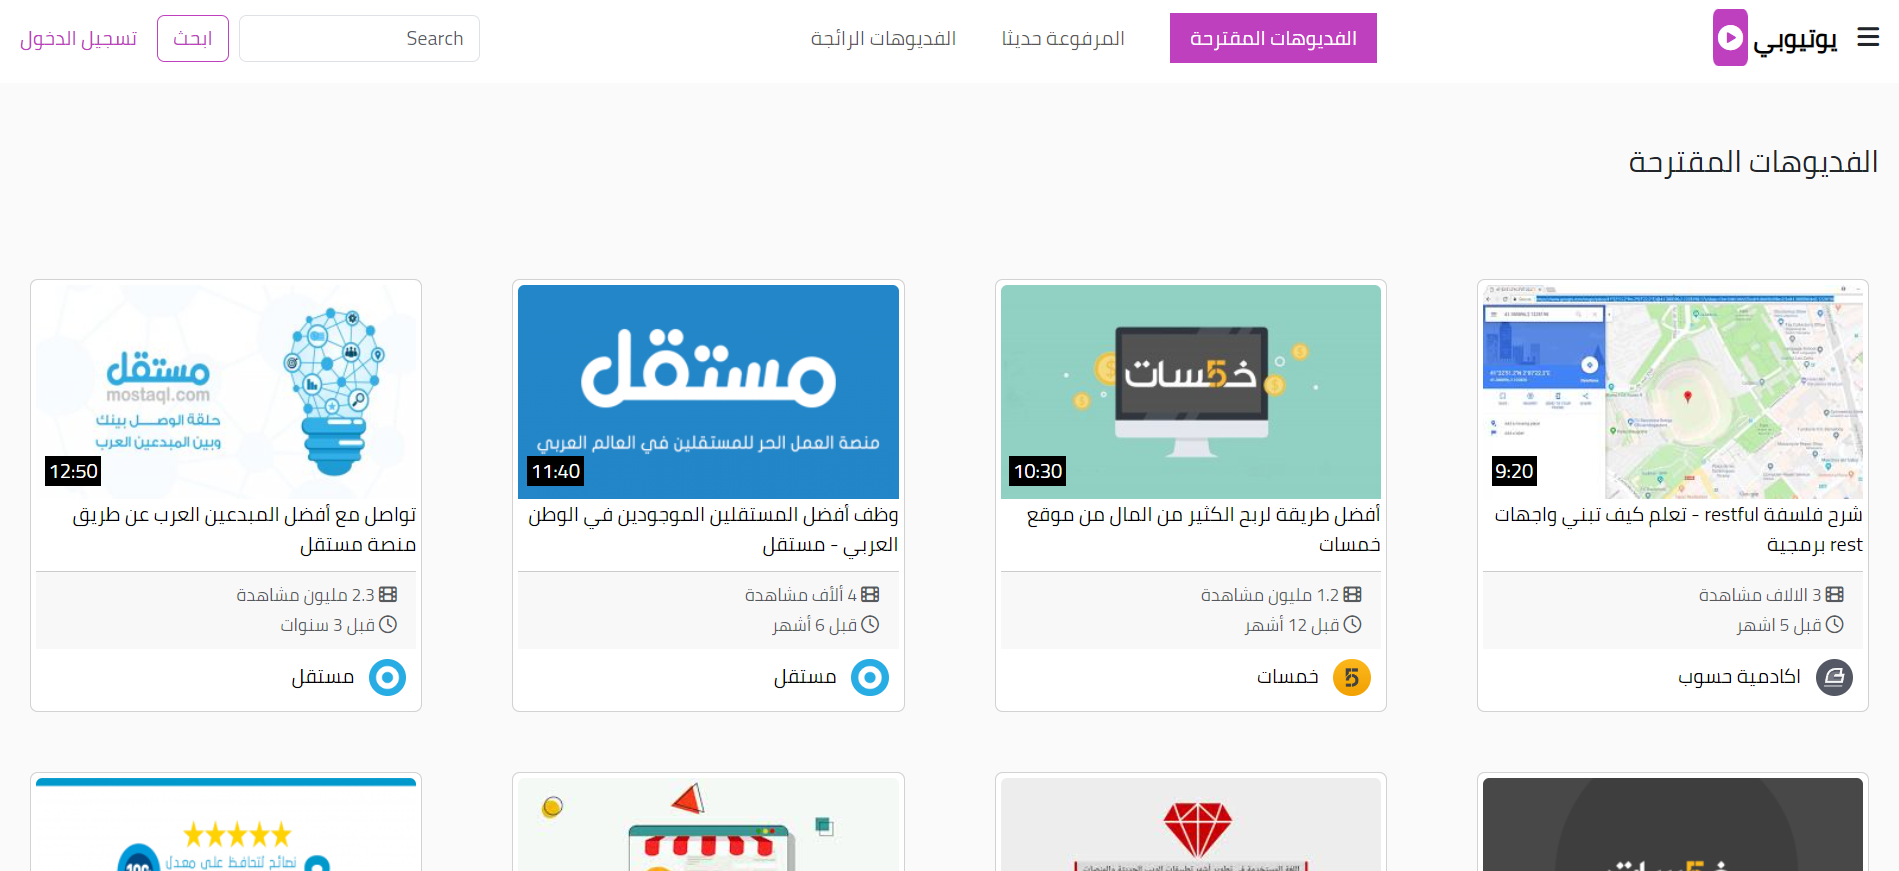 يوتيوبي
الفديوهات المقترحة
المرفوعة حديثا
الفديوهات الرائجة
Search
ابحث
تسجيل الدخول
الفديوهات المقترحة
9:20
شرح فلسفة restful - تعلم كيف تبني واجهات
rest برمجية
3 الالاف مشاهدة
قبل 5 اشهر
اكاديمية حسوب
خمسات
10:30
أفضل طريقة لربح الكثير من المال من موقع
خمسات
1.2 مليون مشاهدة
قبل 12 أشهر
خمسات
مستقل
منصة العمل الحر للمستقلين في العالم العربي
11:40
وظف أفضل المستقلين الموجودين في الوطن
العربي - مستقل
4 ألأف مشاهدة
قبل 6 أشهر
مستقل
مستقل
mostaql.com
حلقة الوصل بينك
وبين المبدعين العرب
12:50
تواصل مع أفضل المبدعين العرب عن طريق
منصة مستقل
2.3 مليون مشاهدة
قبل 3 سنوات
مستقل
نصائح لتحافظ على معدل